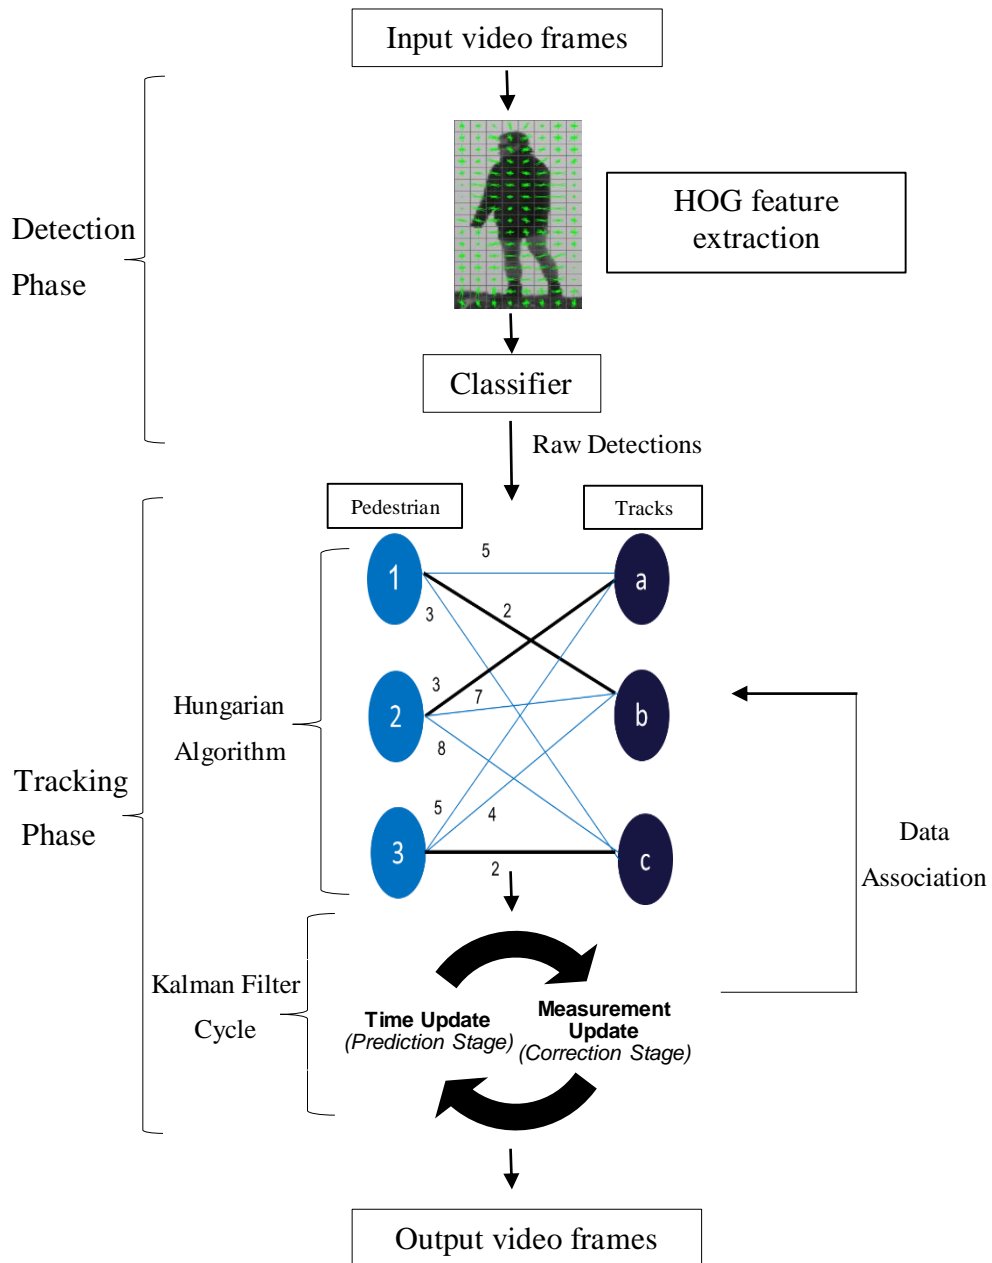 Input video frames
HOG feature
extraction
Detection
Phase
Classifier
Raw Detections
Pedestrian
Tracks
1
5
a
3
2
3
7
Hungarian
Algorithm
2
b
8
Tracking
Phase
5
4
3
2
c
Data
Association
Kalman Filter
Cycle
Time Update
(Prediction Stage)
Measurement
Update
(Correction Stage)
Output video frames